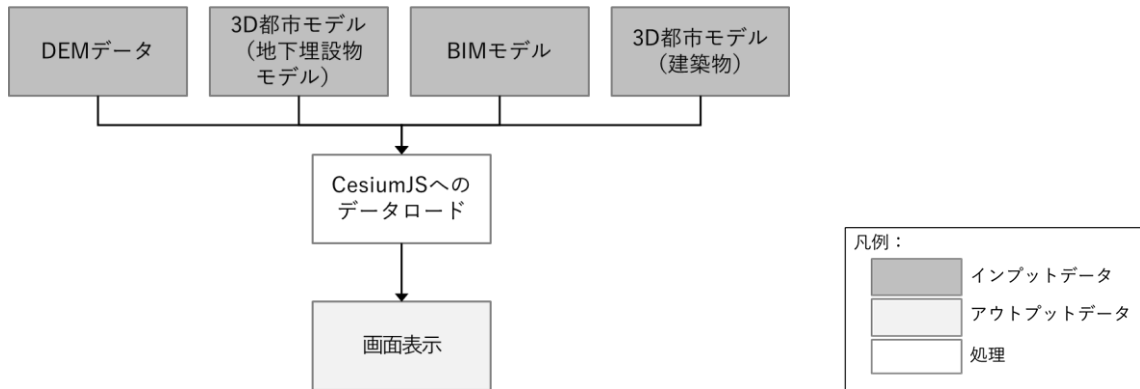 DEMデータ
3D都市モデル
(地下埋設物
モデル)
BIMモデル
3D都市モデル
(建築物)
CesiumJSへの
データロード
画面表示
凡例：
インプットデータ
アウトプットデータ
処理